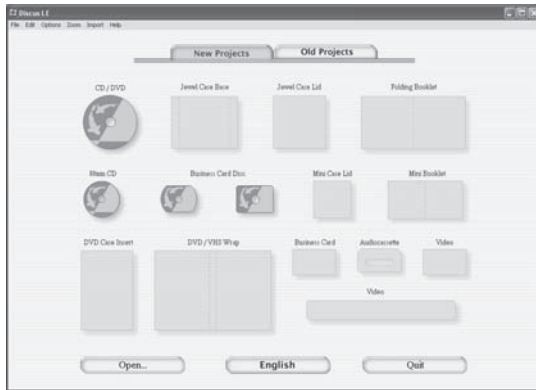 Discus LE
File Edit Options Zoom Import Help
New Projects Old Projects
CD / DVD Jewel Case Base Jewel Case Lid Folding Booklet
80mm CD Business Card Disc Mini Case Lid Mini Booklet
DVD Case Insert DVD / VHS Wrap Business Card Audiocassette Video
Video
Open... English Quit